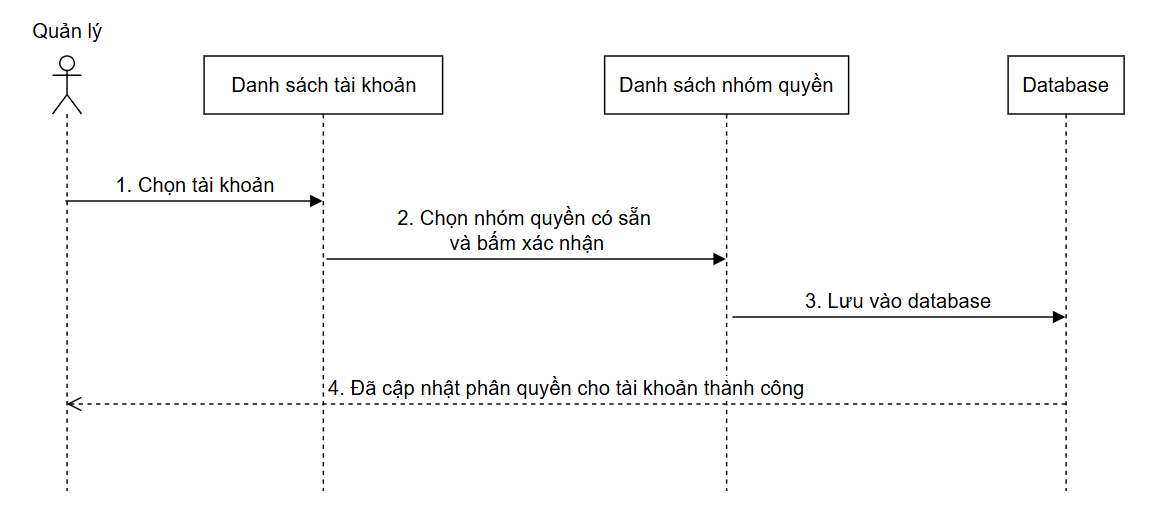 Quản lý
Danh sách tài khoản
Danh sách nhóm quyền
Database
1. Chọn tài khoản
2. Chọn nhóm quyền có sẵn
và bấm xác nhận
3. Lưu vào database
4. Đã cập nhật phân quyền cho tài khoản thành công